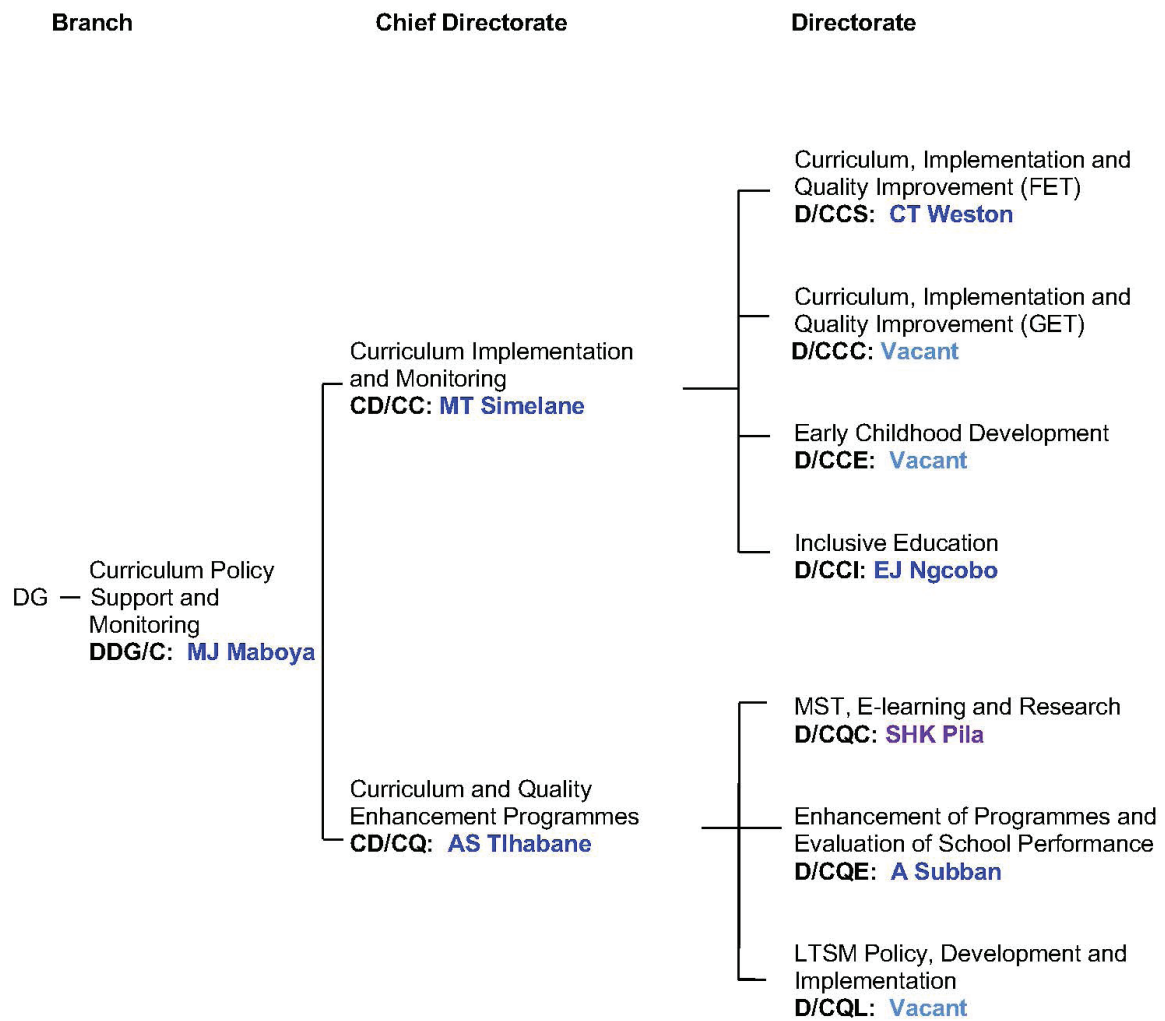 Branch
Chief Directorate
Directorate
DG
Curriculum Policy
Support and
Monitoring
DDG/C: MJ Maboya
Curriculum Implementation
and Monitoring
CD/CC: MT Simelane
Curriculum, Implementation and
Quality Improvement (FET)
D/CCS: CT Weston
Curriculum, Implementation and
Quality Improvement (GET)
D/CCC: Vacant
Early Childhood Development
D/CCE: Vacant
Inclusive Education
D/CCI: EJ Ngcobo
Curriculum and Quality
Enhancement Programmes
CD/CQ: AS Tlhabane
MST, E-learning and Research
D/CQC: SHK Pila
Enhancement of Programmes and
Evaluation of School Performance
D/CQE: A Subban
LTSM Policy, Development and
Implementation
D/CQL: Vacant